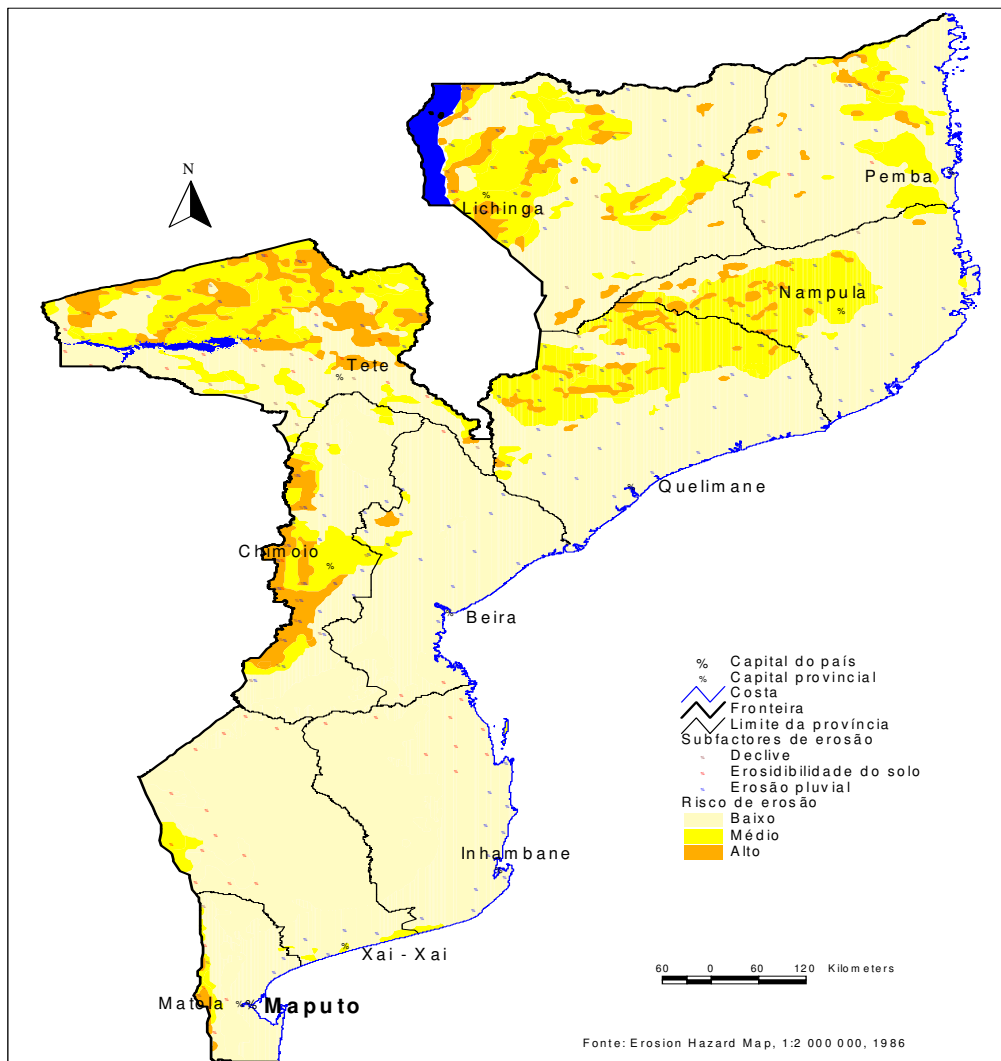 N
Pemba
Lichinga
Nampula
Tete
Quelimane
Chimoio
Beira
% Capital do país
% Capital provincial
Costa
Fronteira
Limite da província
Subfactores de erosão
Declive
Erosidibilidade do solo
Erosão pluvial
Risco de erosão
Baixo
Médio
Alto
Inhambane
Xai - Xai
60 0 60 120 Kilometers
Matola %% Maputo
Fonte: Erosion Hazard Map, 1:2 000 000, 1986